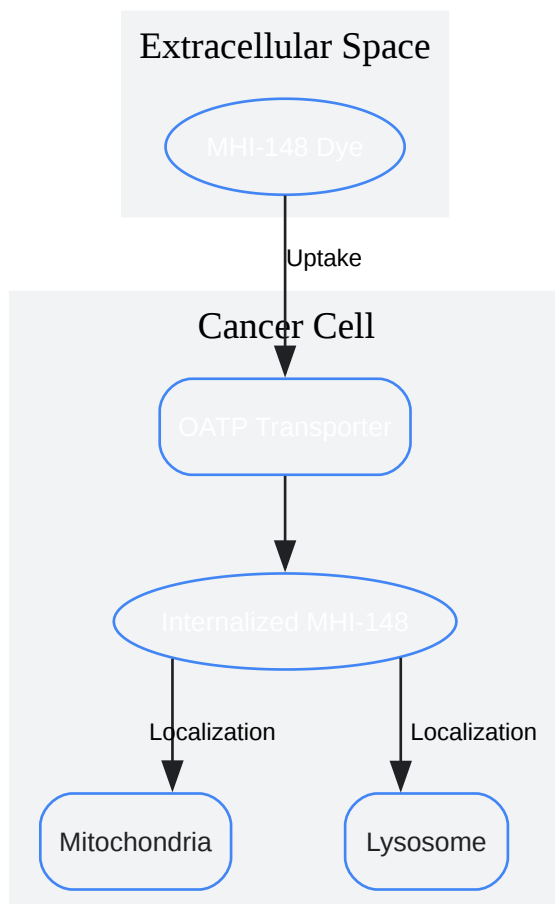 Extracellular Space
MHI-148 Dye
Uptake
Cancer Cell
OATP Transporter
Internalized MHI-148
Localization
Localization
Mitochondria
Lysosome